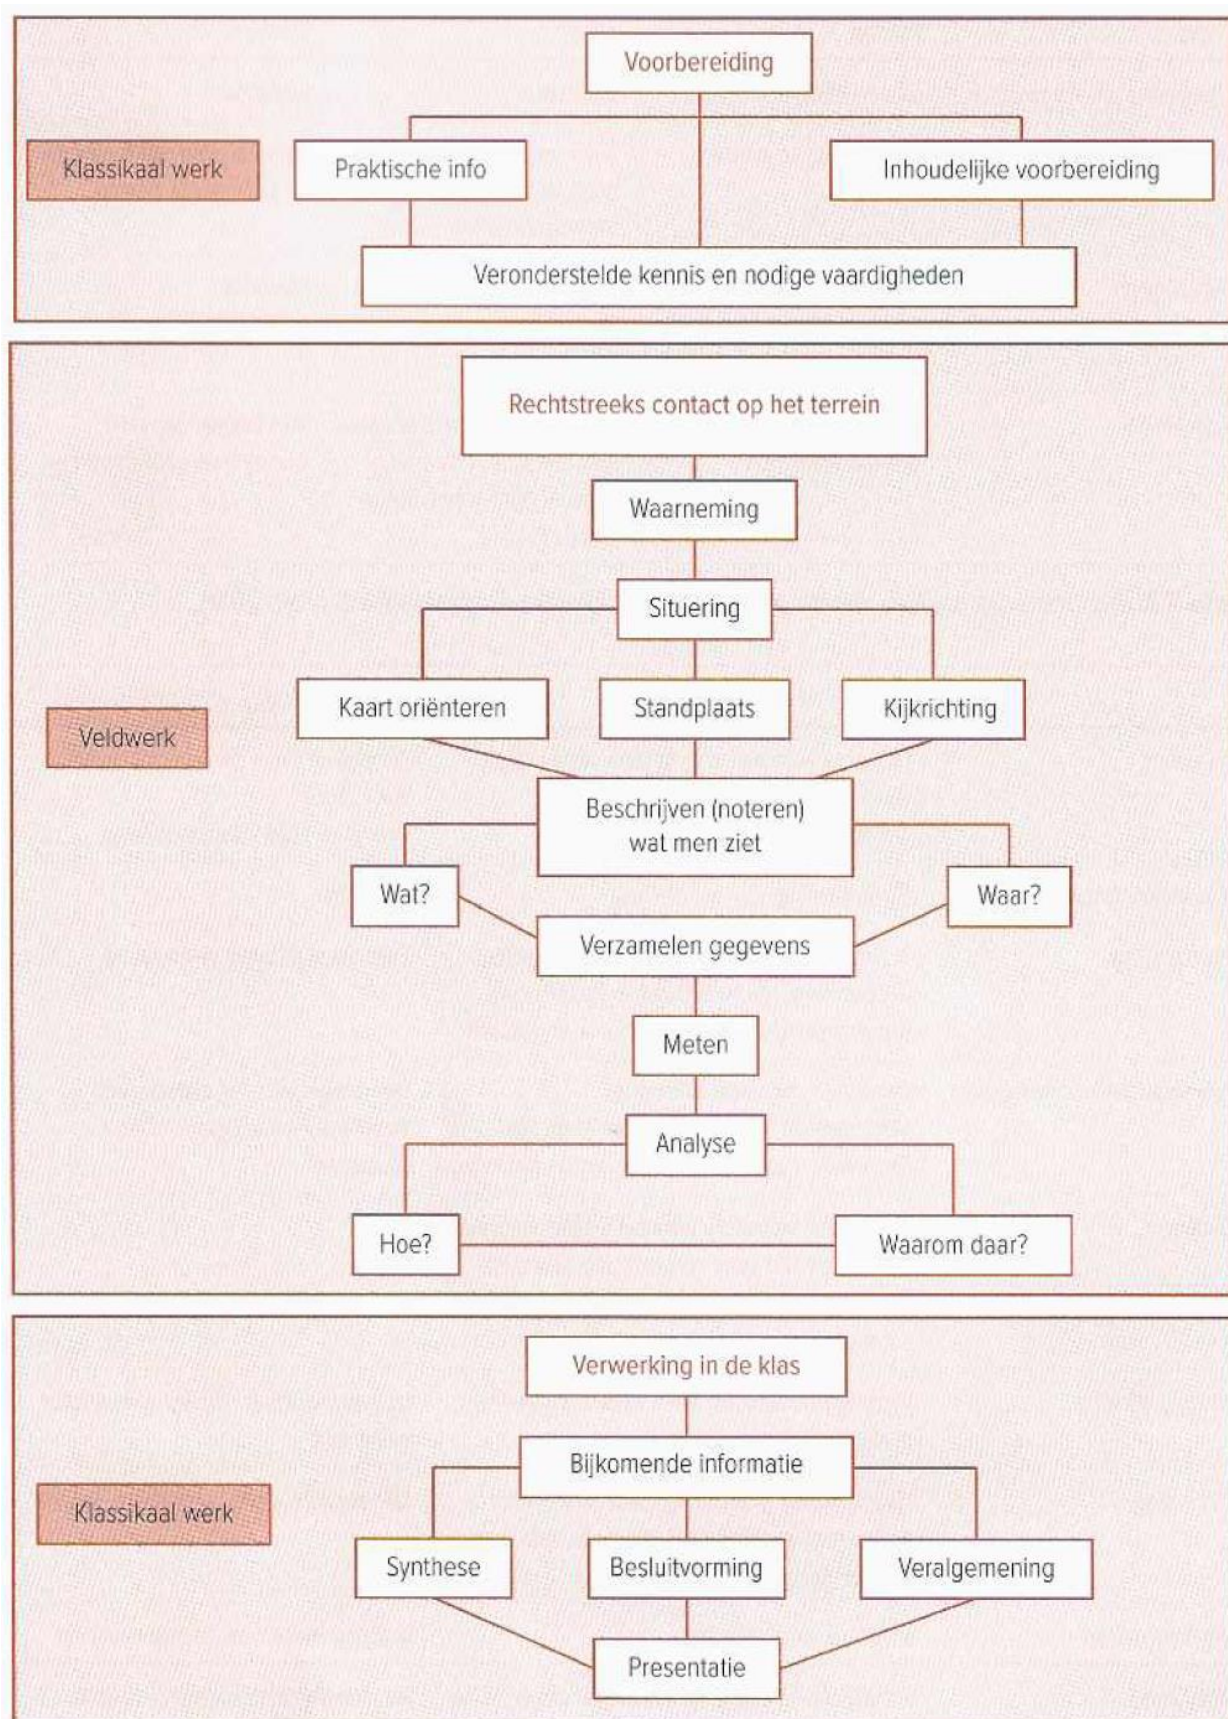 Voorbereiding
Klassikaal werk
Praktische info
Inhoudelijke voorbereiding
Veronderstelde kennis en nodige vaardigheden
Rechtstreeks contact op het terrein
Waarneming
Situering
Kaart oriënteren
Standplaats
Kijkrichting
Veldwerk
Beschrijven (noteren)
wat men ziet
Wat?
Waar?
Verzamelen gegevens
Meten
Analyse
Hoe?
Waarom daar?
Verwerking in de klas
Bijkomende informatie
Klassikaal werk
Synthese
Besluitvorming
Veralgemening
Presentatie